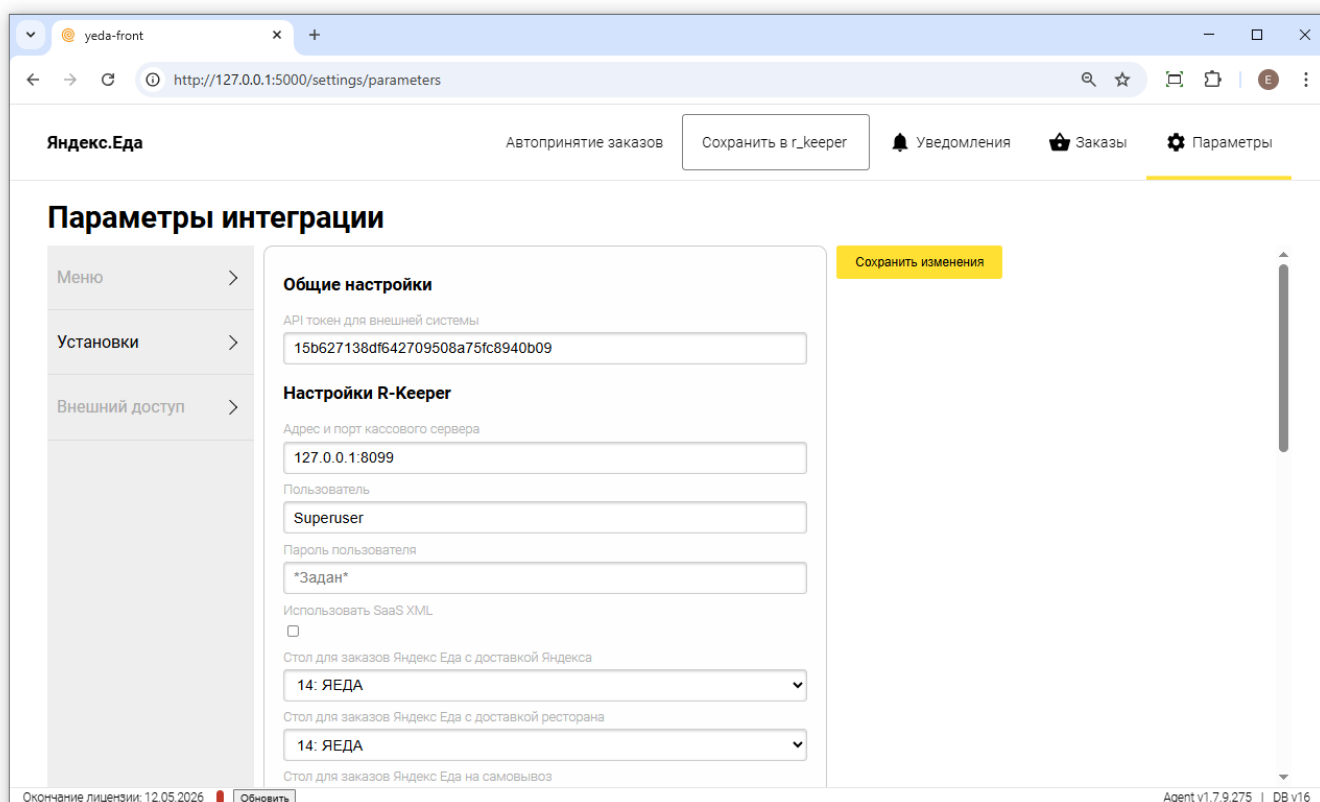 yeda-front
http://127.0.0.1:5000/settings/parameters
E
Яндекс.Еда
Автопринятие заказов
Сохранить в r_keeper
Уведомления
Заказы
Параметры
Параметры интеграции
Меню
Установки
Внешний доступ
Общие настройки
API токен для внешней системы
15b627138df642709508a75fc8940b09
Настройки R-Keeper
Адрес и порт кассового сервера
127.0.0.1:8099
Пользователь
Superuser
Пароль пользователя
*Задан*
Использовать SaaS XML
Стол для заказов Яндекс Еда с доставкой Яндекса
14: ЯЕДА
Стол для заказов Яндекс Еда с доставкой ресторана
14: ЯЕДА
Стол для заказов Яндекс Еда на самовывоз
Сохранить изменения
Окончание лицензии: 12.05.2026
Обновить
Agent v1.7.9.275 | DB v16